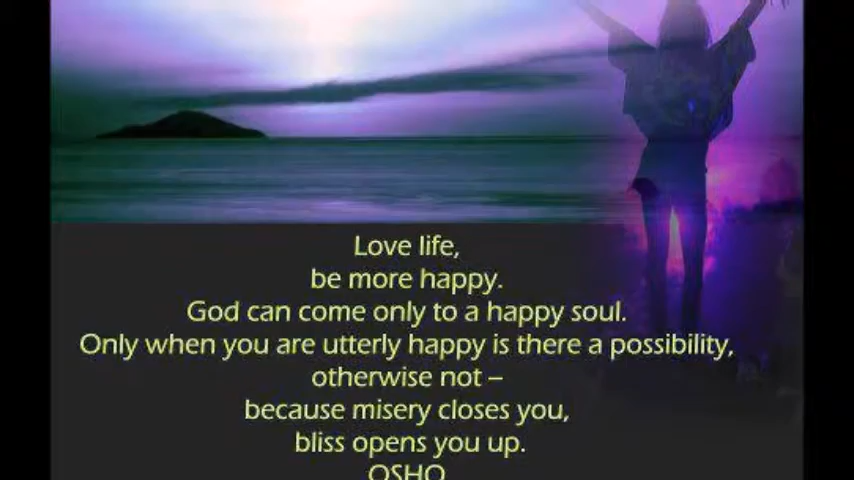 Love life,
be more happy.
God can come only to a happy soul.
Only when you are utterly happy is there a possibility,
otherwise not –
because misery closes you,
bliss opens you up.
OSHO